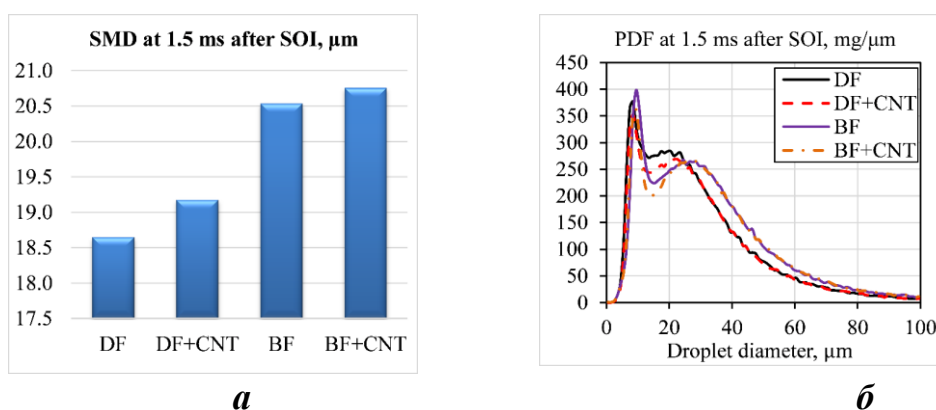 SMD at 1.5 ms after SOI, µm
21.0
20.5
20.0
19.5
19.0
18.5
18.0
17.5
DF DF+CNT BF BF+CNT
а
PDF at 1.5 ms after SOI, mg/µm
450
400
350
300
250
200
150
100
50
0
DF
DF+CNT
BF
BF+CNT
0 20 40 60 80 100
Droplet diameter, µm
б